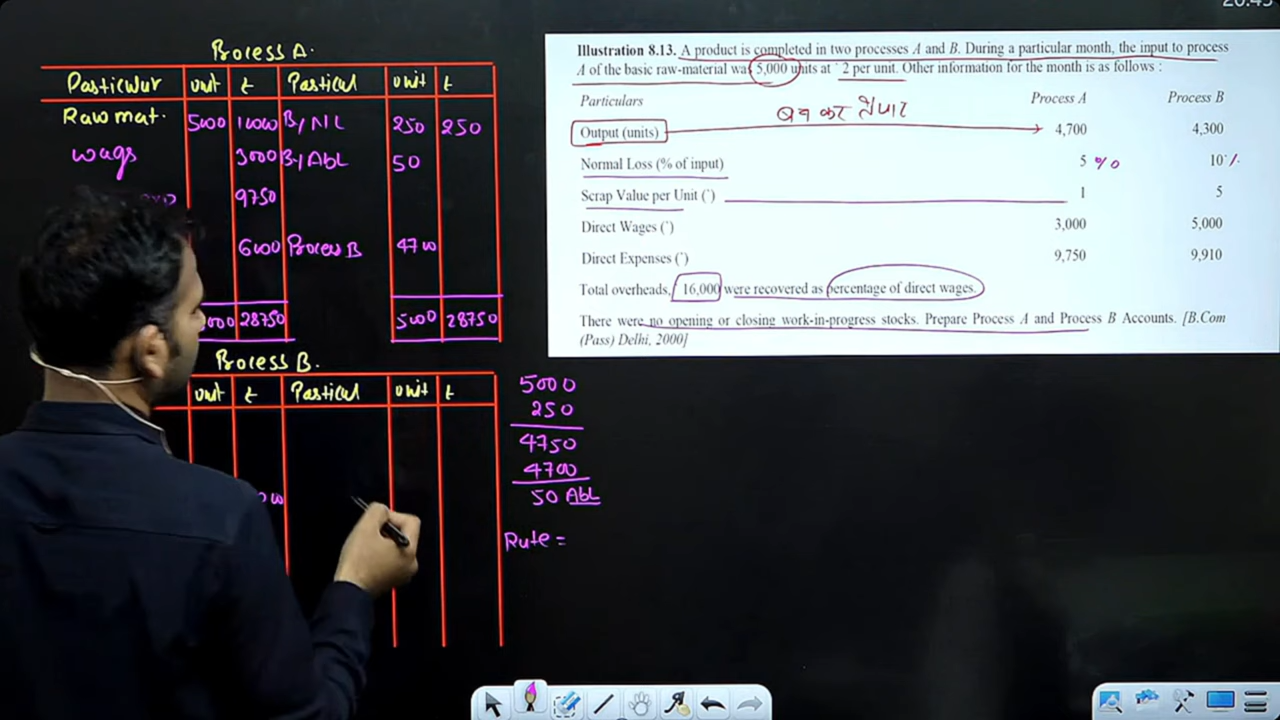 Process A.
Particular unit ₹ Particul unit ₹
Raw mat. 5000 10000 B/NL 250 250
wags 3000 B/AbL 50
9750
6000 Process B 4700
28750 5000 28750
Process B.
unit ₹ Particul unit ₹
Illustration 8.13. A product is completed in two processes A and B. During a particular month, the input to process
A of the basic raw-material was 5,000 units at ` 2 per unit. Other information for the month is as follows :
Particulars Process A Process B
Output (units) 4,700 4,300
Normal Loss (% of input) 5 % 10 %
Scrap Value per Unit (`) 1 5
Direct Wages (`) 3,000 5,000
Direct Expenses (`) 9,750 9,910
Total overheads, ` 16,000 were recovered as percentage of direct wages.
There were no opening or closing work-in-progress stocks. Prepare Process A and Process B Accounts. [B.Com
(Pass) Delhi, 2000]
5000
250
4750
4700
50 AbL
Rate =